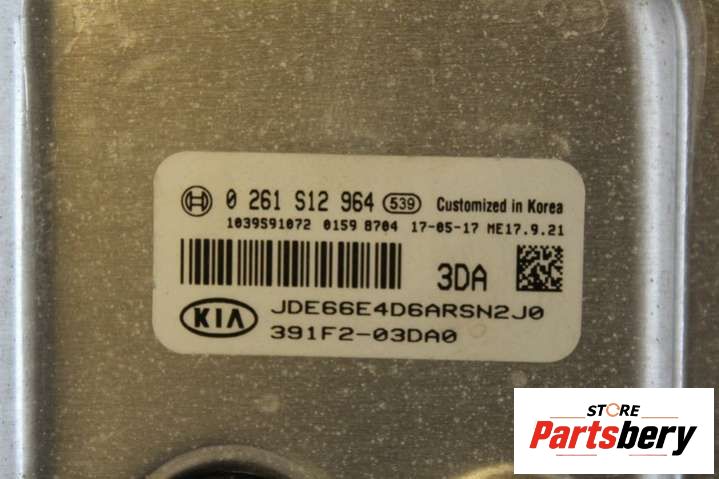 0 261 S12 964 539 Customized in Korea
1039S91072 0159 8704 17-05-17 ME17.9.21
3DA
KIA JDE66E4D6ARSN2J0
391F2-03DA0
STORE
Partsbery